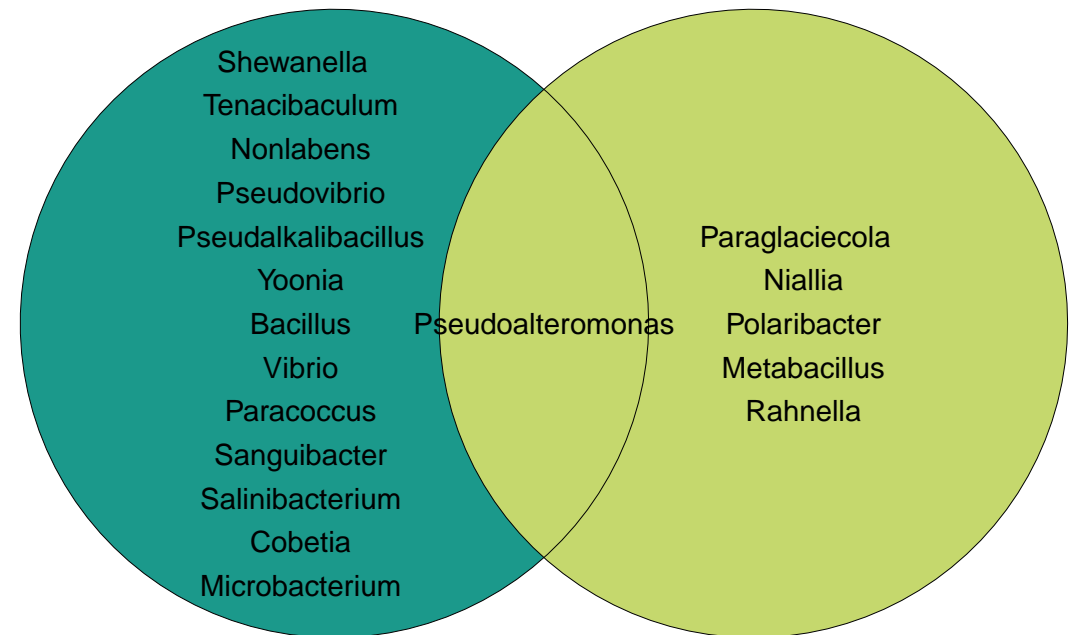 Shewanella
Tenacibaculum
Nonlabens
Pseudovibrio
Pseudalkalibacillus
Yoonia
Bacillus
Vibrio
Paracoccus
Sanguibacter
Salinibacterium
Cobetia
Microbacterium
Pseudoalteromonas
Paraglaciecola
Niallia
Polaribacter
Metabacillus
Rahnella